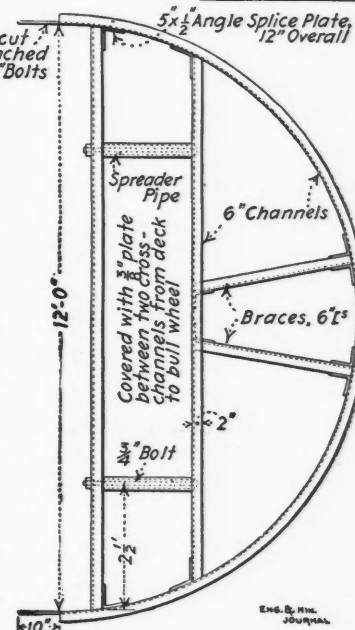 5"x½" Angle Splice Plate,
12" Overall
cut
nched
"Bolts
Spreader
Pipe
6"Channels
12'-0"
Covered with ⅜" plate
between two cross-
channels from deck
to bull wheel
Braces, 6"Is
2"
¾"Bolt
2½'
10"
ENG. & MIN.
JOURNAL